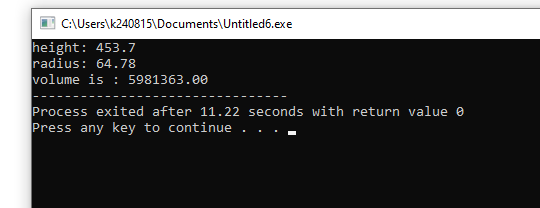 C:\Users\k240815\Documents\Untitled6.exe
height: 453.7
radius: 64.78
volume is : 5981363.00
--------------------------------
Process exited after 11.22 seconds with return value 0
Press any key to continue . . .